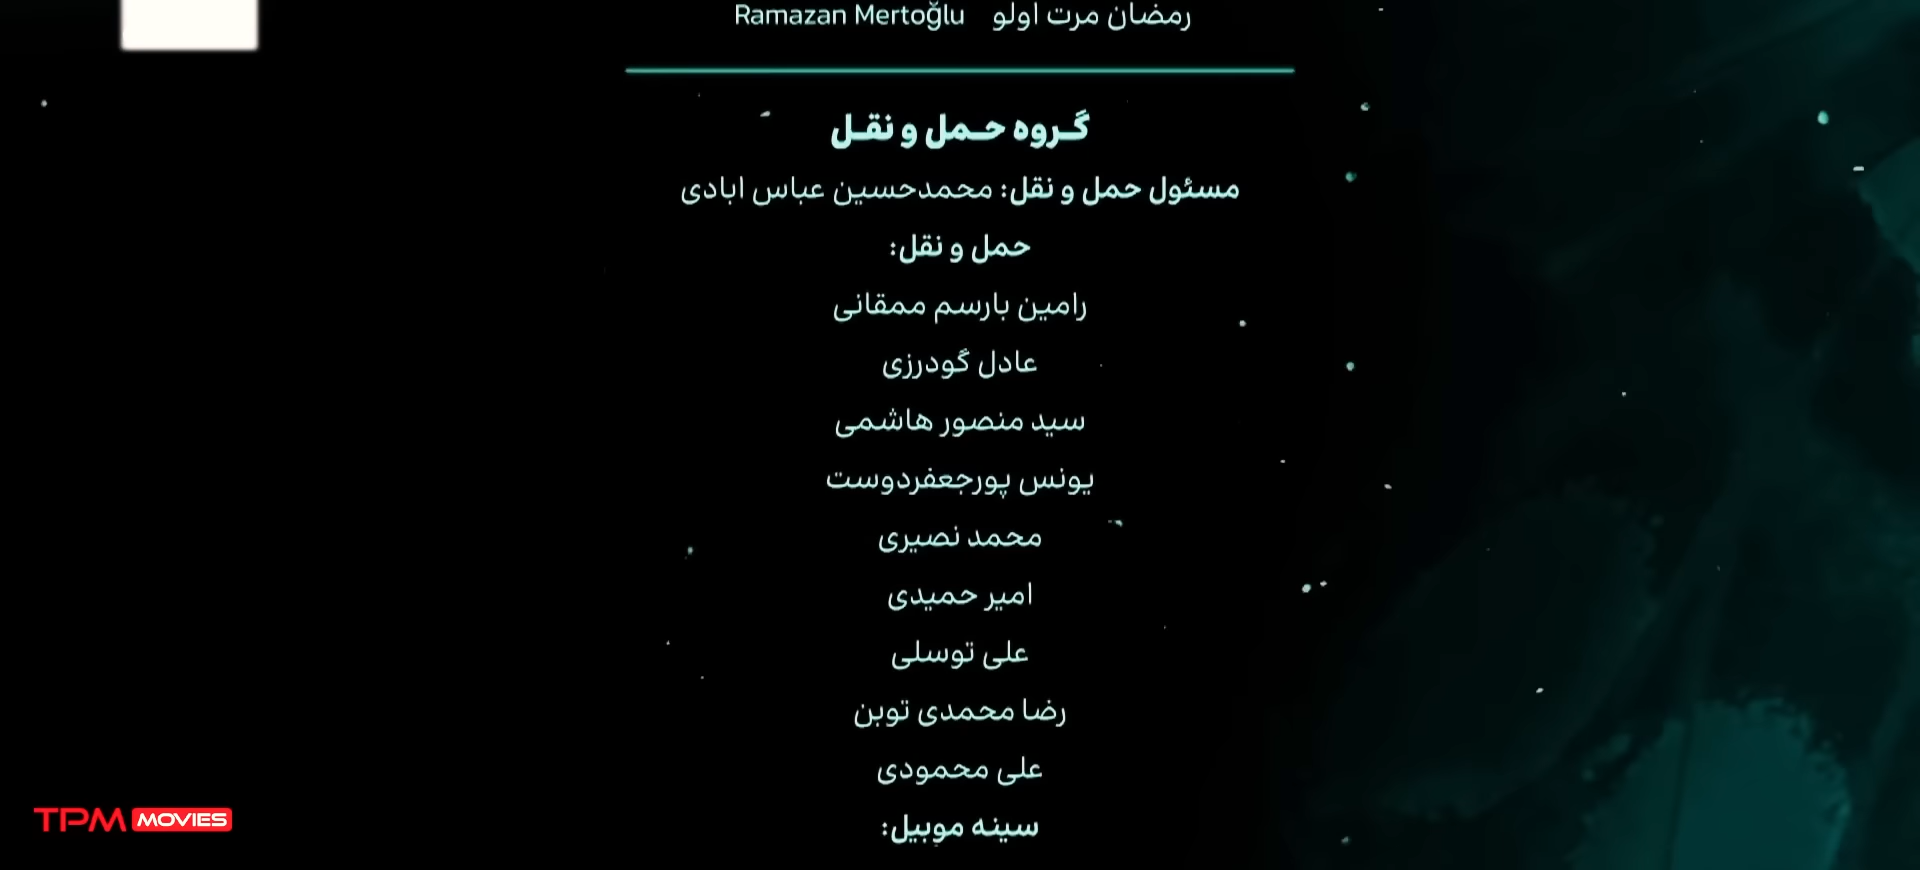 رمضان مرت اولو Ramazan Mertoğlu
گروه حمل و نقل
مسئول حمل و نقل: محمدحسین عباس ابادی
حمل و نقل:
رامین بارسم ممقانی
عادل گودرزی
سید منصور هاشمی
یونس پورجعفردوست
محمد نصیری
امیر حمیدی
علی توسلی
رضا محمدی توبن
علی محمودی
سینه موبیل:
TPM MOVIES